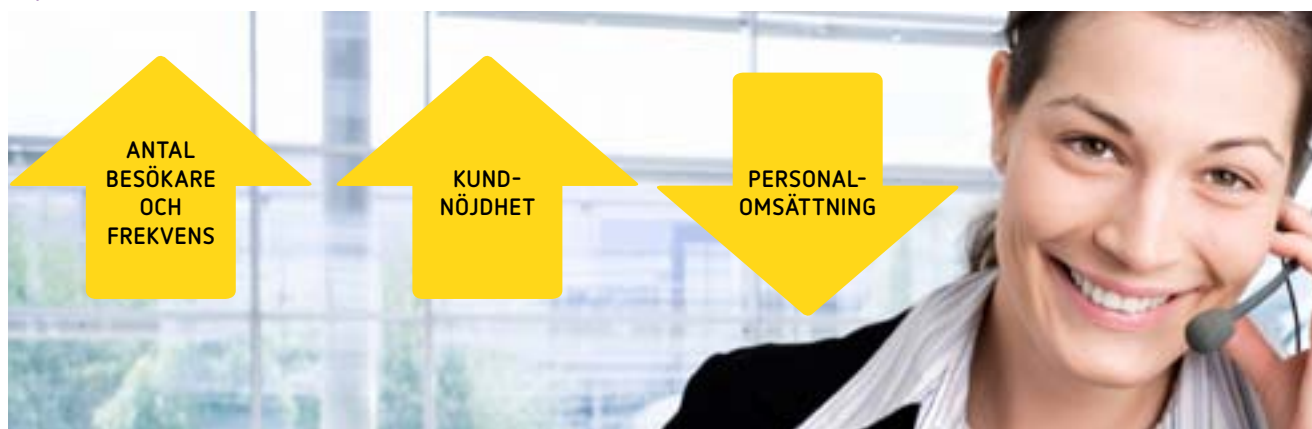 ANTAL
BESÖKARE
OCH
FREKVENS
KUND-
NÖJDHET
PERSONAL-
OMSÄTTNING